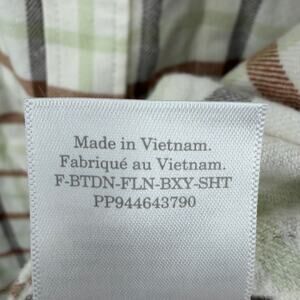 Made in Vietnam.
Fabriqué au Vietnam.
F-BTDN-FLN-BXY-SHT
PP944643790